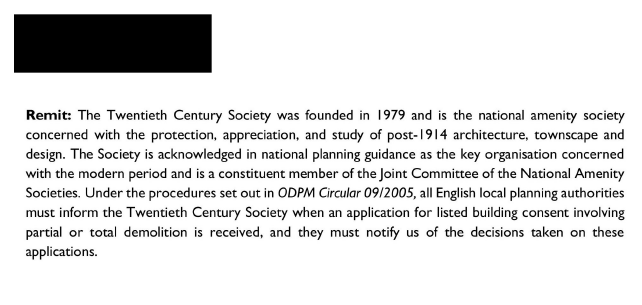 Remit: The Twentieth Century Society was founded in 1979 and is the national amenity society
concerned with the protection, appreciation, and study of post-1914 architecture, townscape and
design. The Society is acknowledged in national planning guidance as the key organisation concerned
with the modern period and is a constituent member of the Joint Committee of the National Amenity
Societies. Under the procedures set out in ODPM Circular 09/2005, all English local planning authorities
must inform the Twentieth Century Society when an application for listed building consent involving
partial or total demolition is received, and they must notify us of the decisions taken on these
applications.